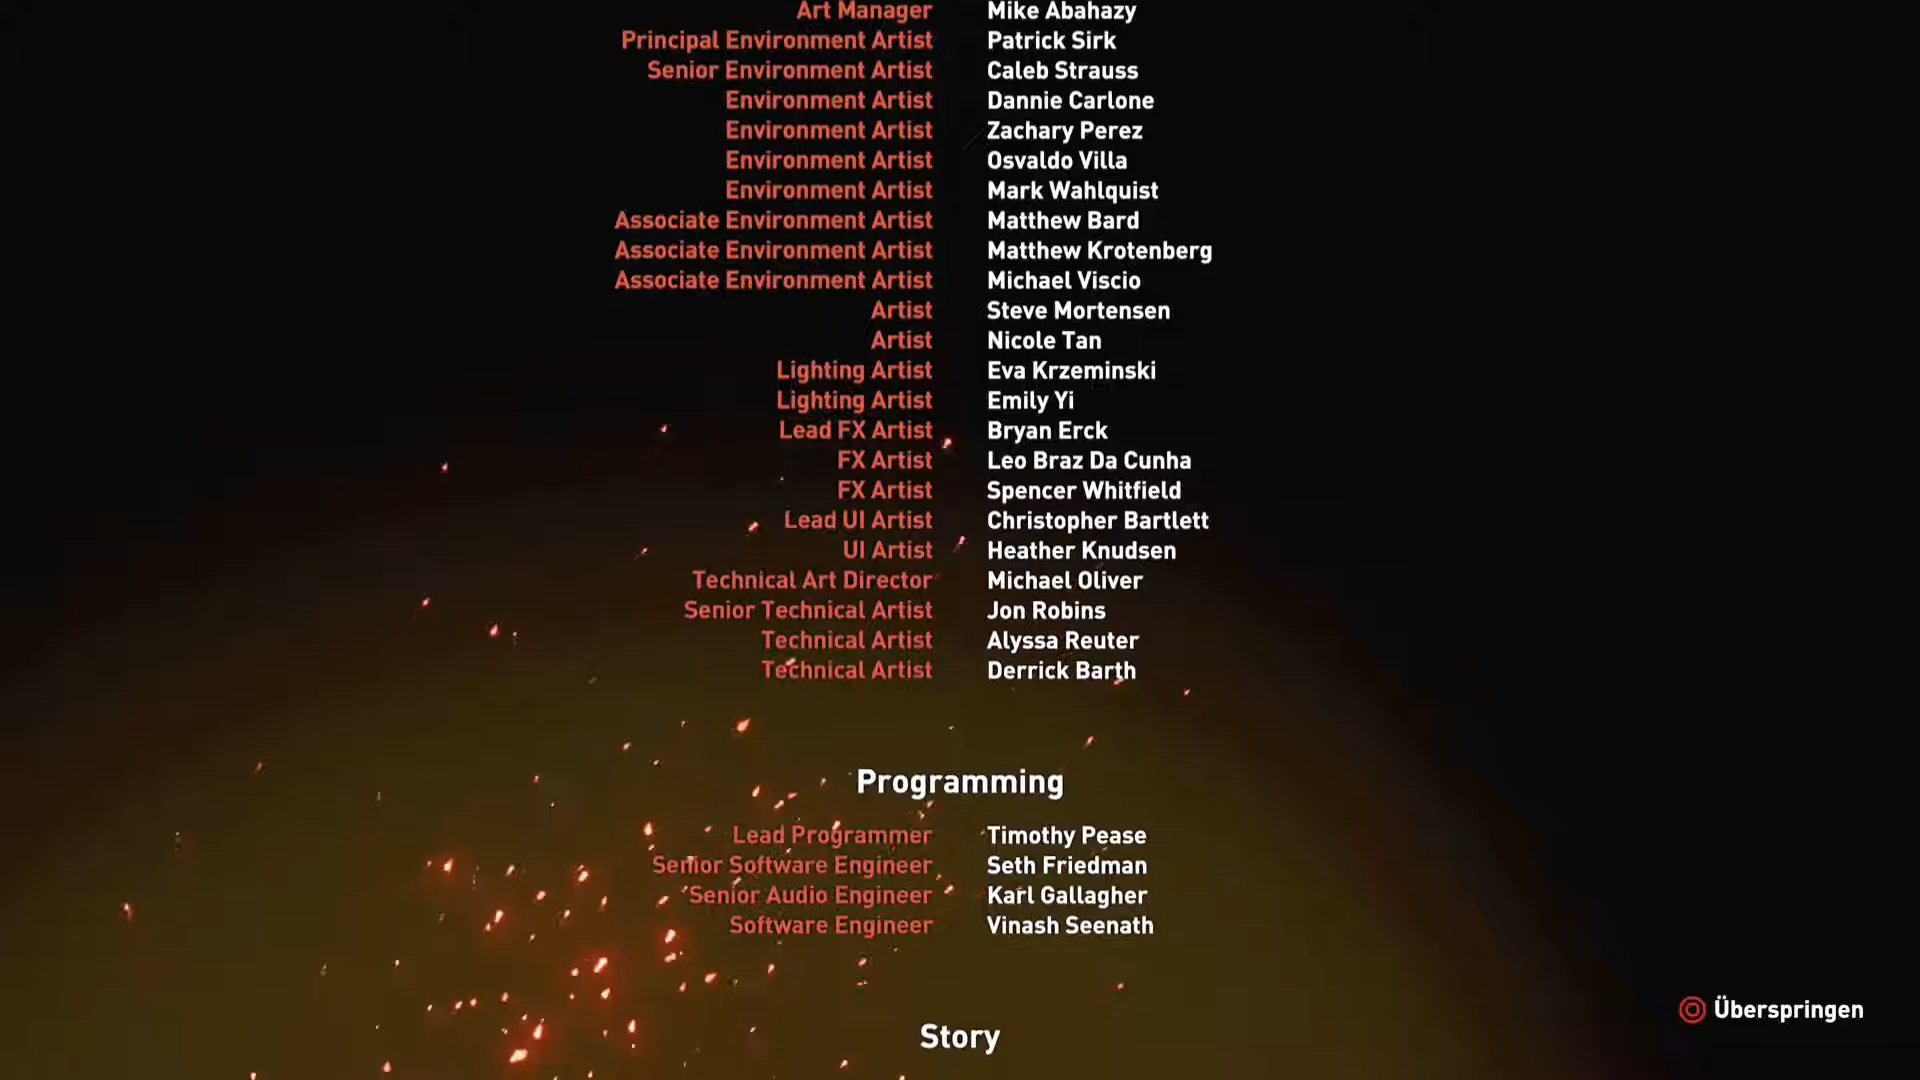 Art Manager Mike Abahazy
Principal Environment Artist Patrick Sirk
Senior Environment Artist Caleb Strauss
Environment Artist Dannie Carlone
Environment Artist Zachary Perez
Environment Artist Osvaldo Villa
Environment Artist Mark Wahlquist
Associate Environment Artist Matthew Bard
Associate Environment Artist Matthew Krotenberg
Associate Environment Artist Michael Viscio
Artist Steve Mortensen
Artist Nicole Tan
Lighting Artist Eva Krzeminski
Lighting Artist Emily Yi
Lead FX Artist Bryan Erck
FX Artist Leo Braz Da Cunha
FX Artist Spencer Whitfield
Lead UI Artist Christopher Bartlett
UI Artist Heather Knudsen
Technical Art Director Michael Oliver
Senior Technical Artist Jon Robins
Technical Artist Alyssa Reuter
Technical Artist Derrick Barth
Programming
Lead Programmer Timothy Pease
Senior Software Engineer Seth Friedman
Senior Audio Engineer Karl Gallagher
Software Engineer Vinash Seenath
Überspringen
Story